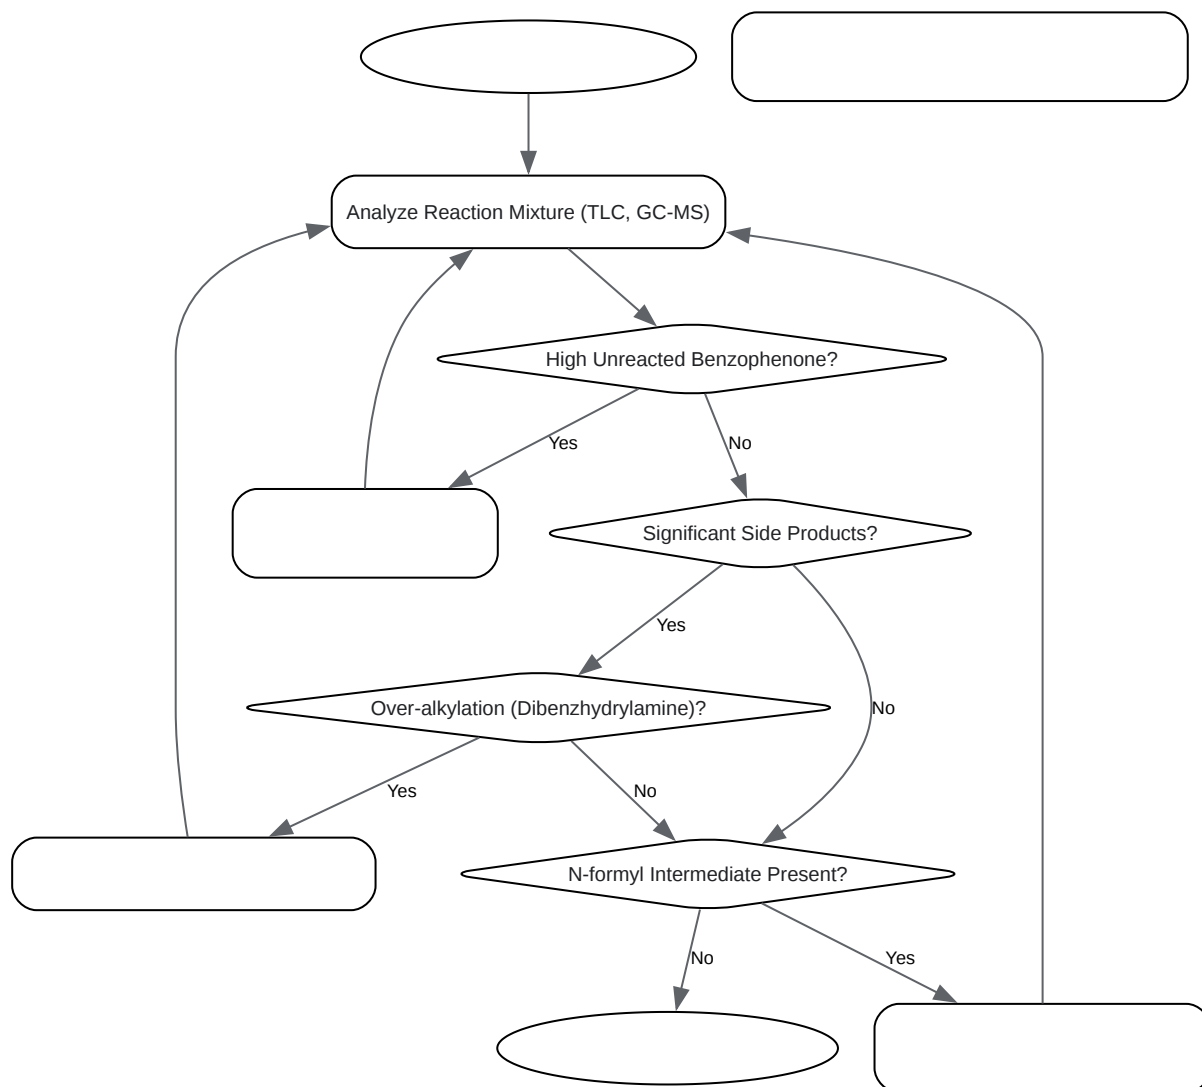 Analyze Reaction Mixture (TLC, GC-MS)
High Unreacted Benzophenone?
Yes
No
Significant Side Products?
Yes
No
Over-alkylation (Dibenzhydrylamine)?
Yes
No
N-formyl Intermediate Present?
No
Yes